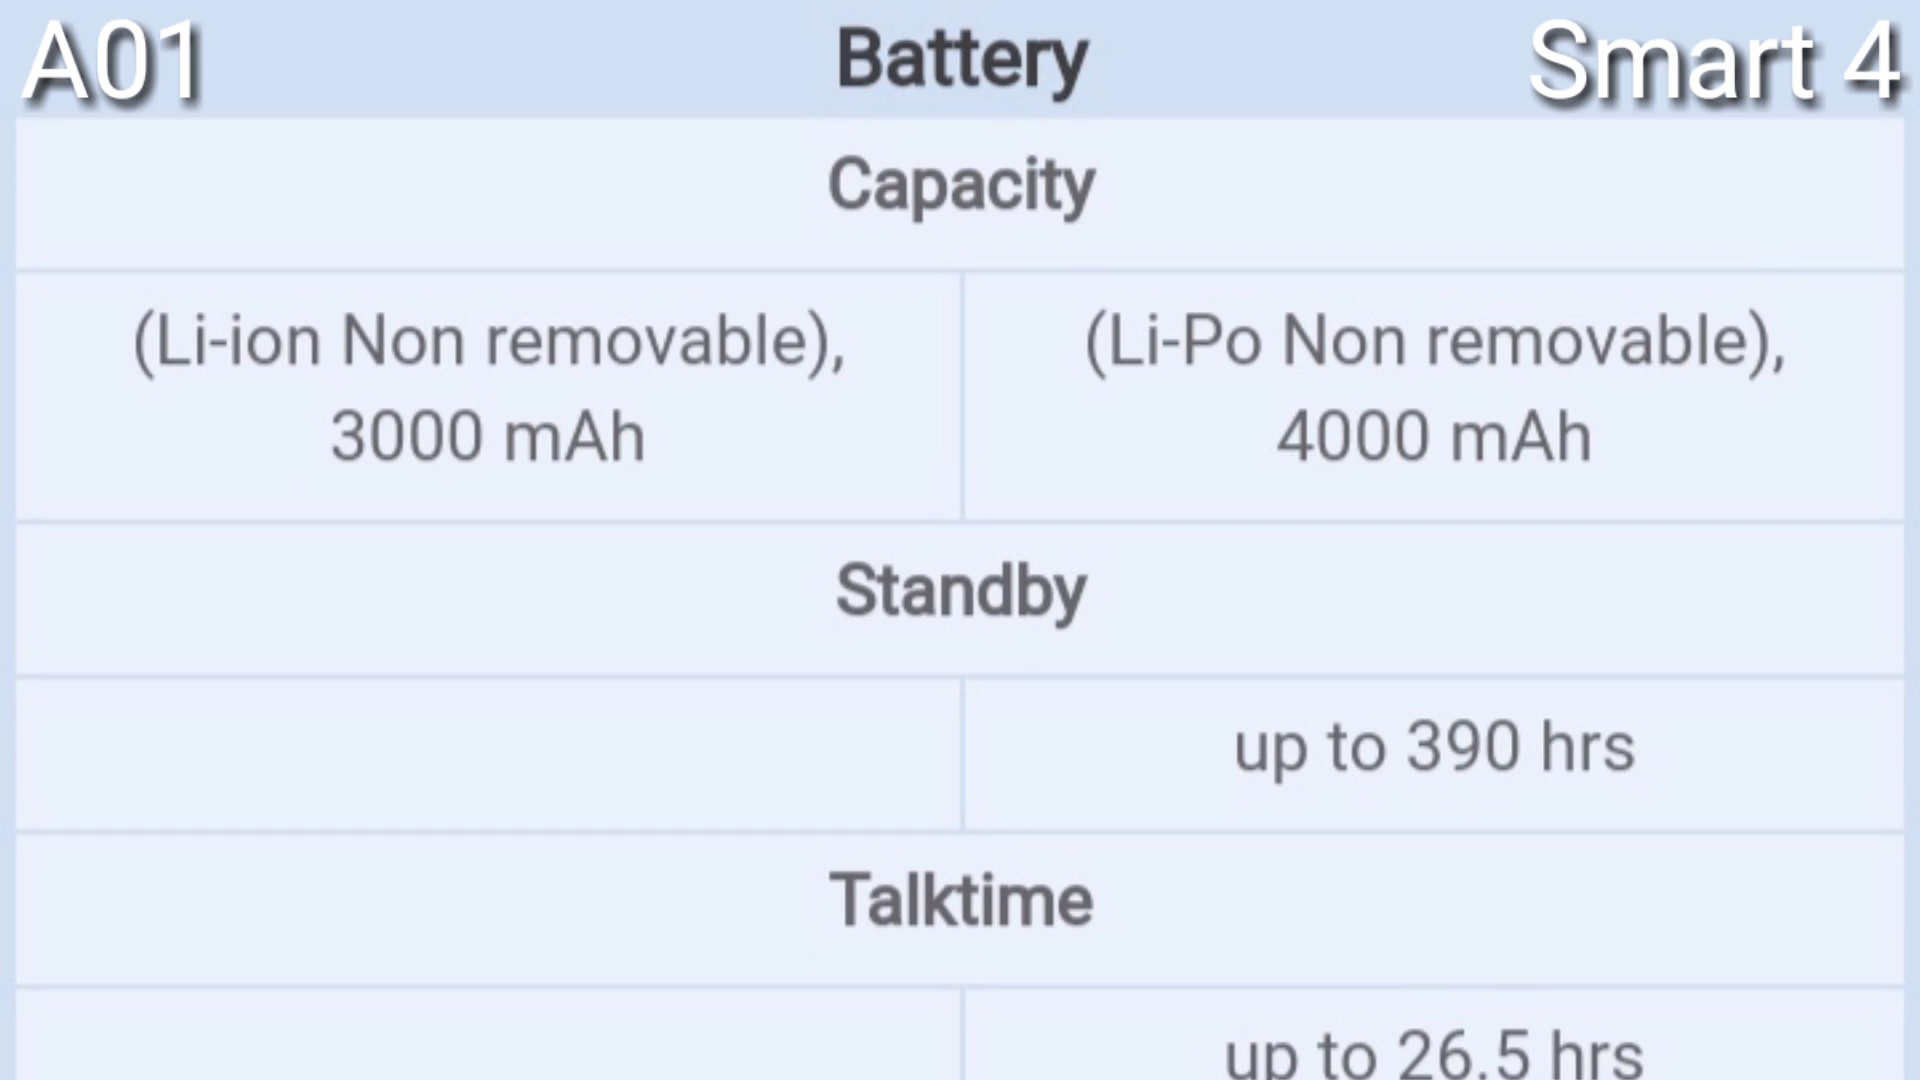 A01
Battery
Smart 4
Capacity
(Li-ion Non removable),
3000 mAh
(Li-Po Non removable),
4000 mAh
Standby
up to 390 hrs
Talktime
up to 26.5 hrs